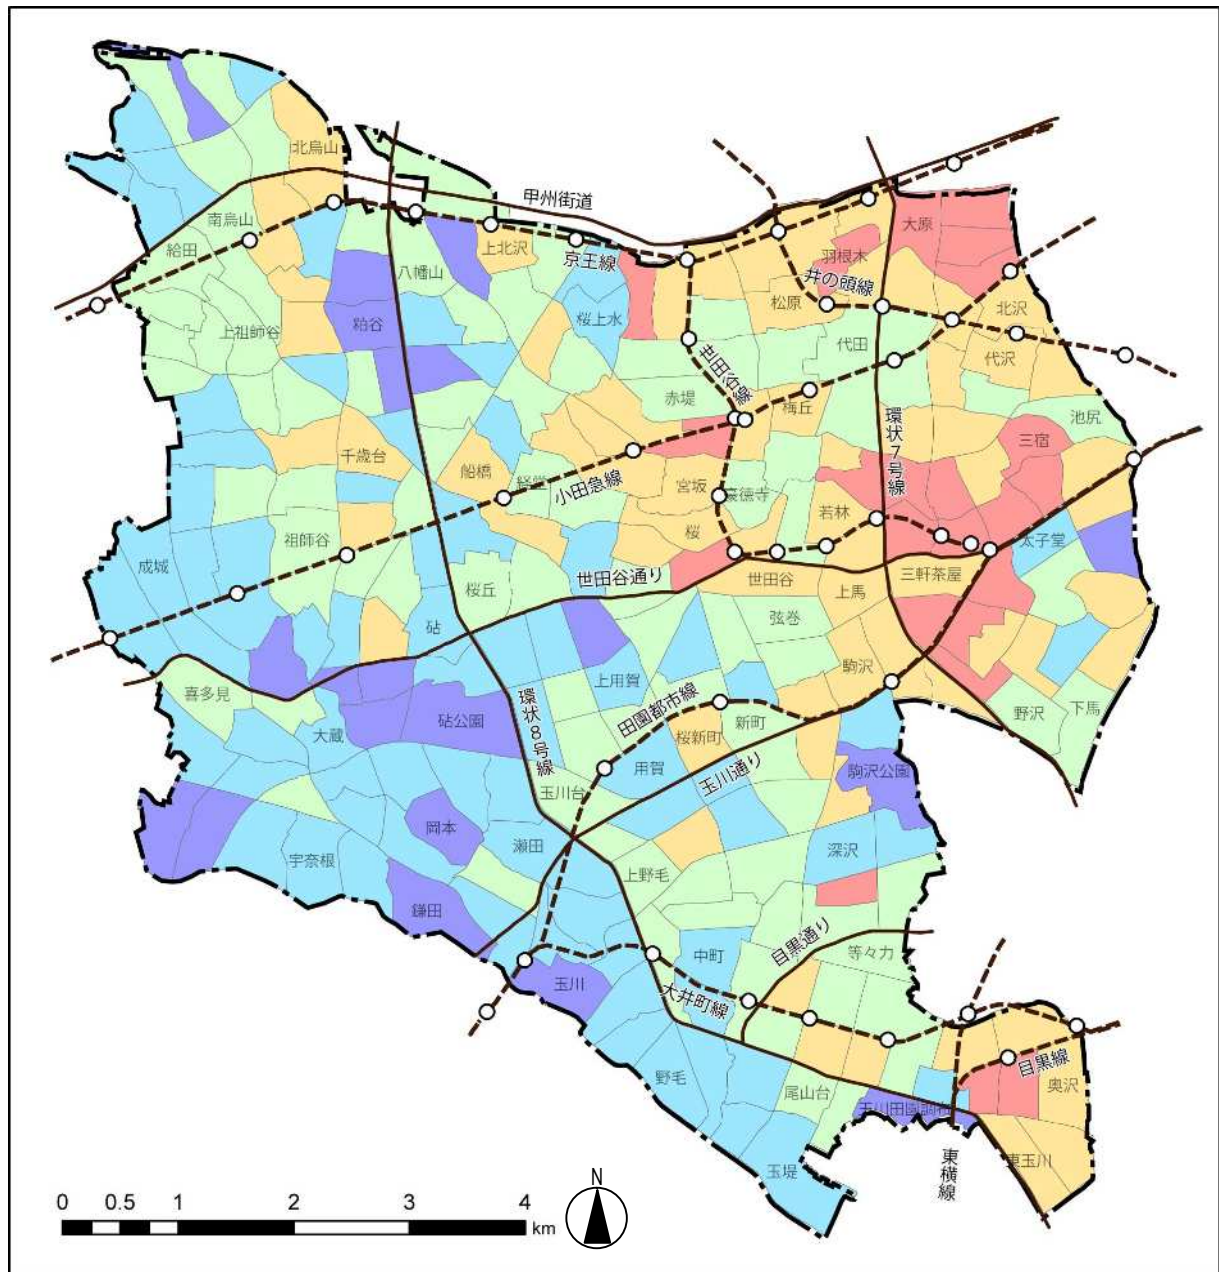 北烏山
甲州街道
南烏山
給田
上北沢
京王線
八幡山
大原
羽根木
井の頭線
松原
北沢
粕谷
桜上水
上祖師谷
代田
代沢
世田谷線
赤堤
梅丘
池尻
環状7号線
三宿
千歳台
船橋
経堂
小田急線
宮坂
豪徳寺
若林
桜
祖師谷
太子堂
成城
世田谷通り
世田谷
三軒茶屋
桜丘
上馬
弦巻
砧
駒沢
上用賀
喜多見
砧公園
環状8号線
田園都市線
新町
野沢
下馬
大蔵
桜新町
用賀
玉川通り
駒沢公園
玉川台
岡本
瀬田
宇奈根
深沢
上野毛
鎌田
目黒通り
等々力
中町
玉川
大井町線
目黒線
野毛
奥沢
尾山台
玉川田園調布
東玉川
玉堤
東横線
0 0.5 1 2 3 4
km
N